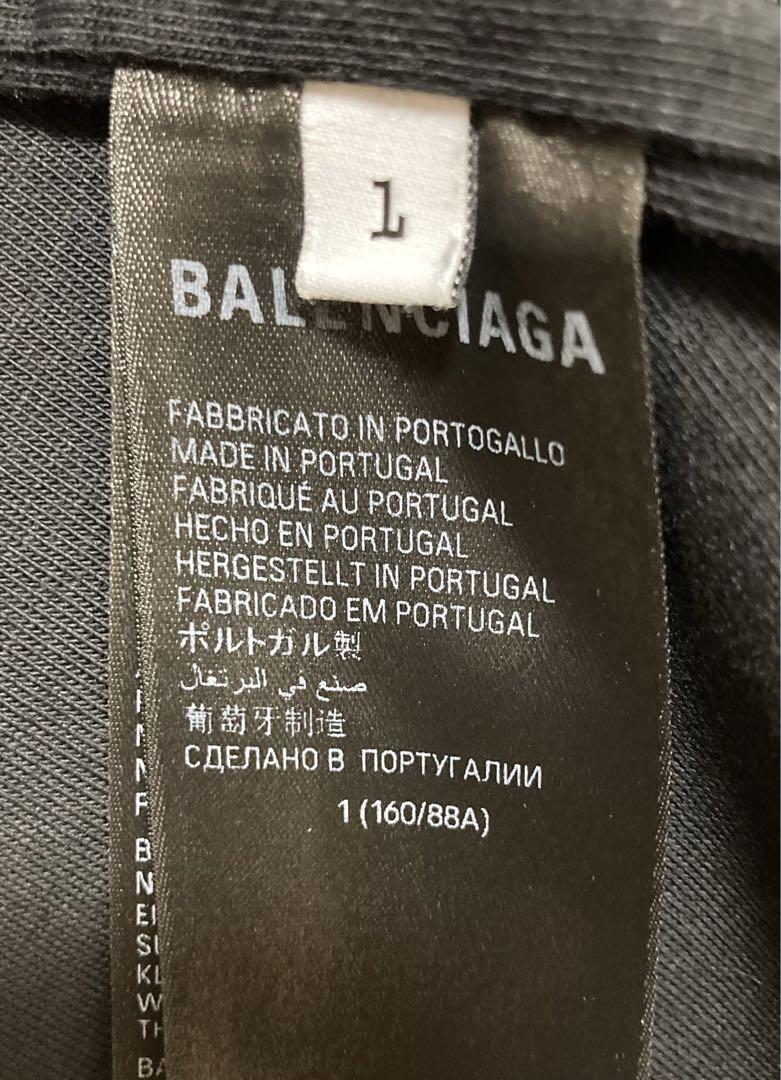 1
BALENCIAGA
FABBRICATO IN PORTOGALLO
MADE IN PORTUGAL
FABRIQUÉ AU PORTUGAL
HECHO EN PORTUGAL
HERGESTELLT IN PORTUGAL
FABRICADO EM PORTUGAL
ポルトガル製
صنع في البرتغال
葡萄牙制造
СДЕЛАНО В ПОРТУГАЛИИ
1 (160/88A)